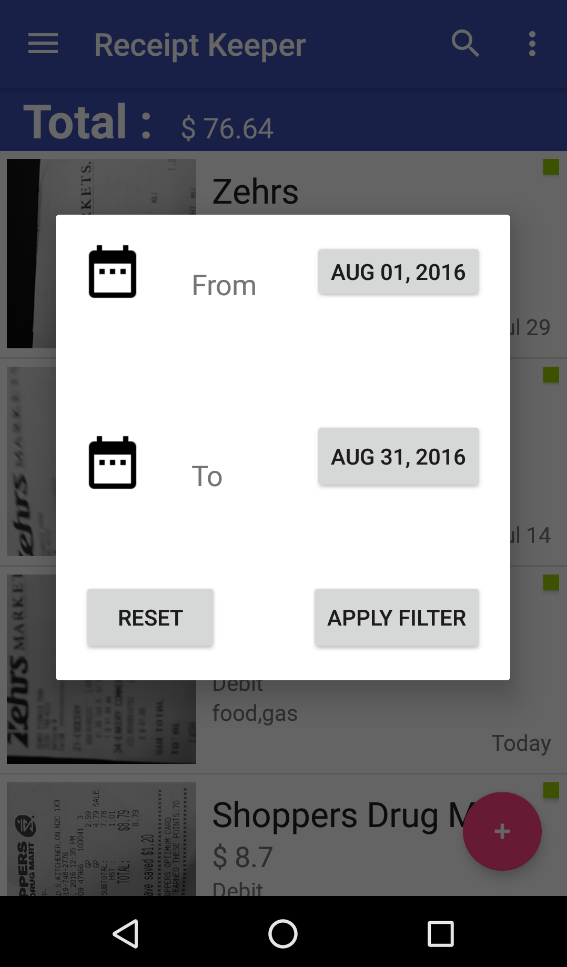 Receipt Keeper
Total : $ 76.64
Zehrs
ul 29
From AUG 01, 2016
To AUG 31, 2016
ul 14
RESET APPLY FILTER
Debit
food,gas
Today
Shoppers Drug M
+
$ 8.7
Debit